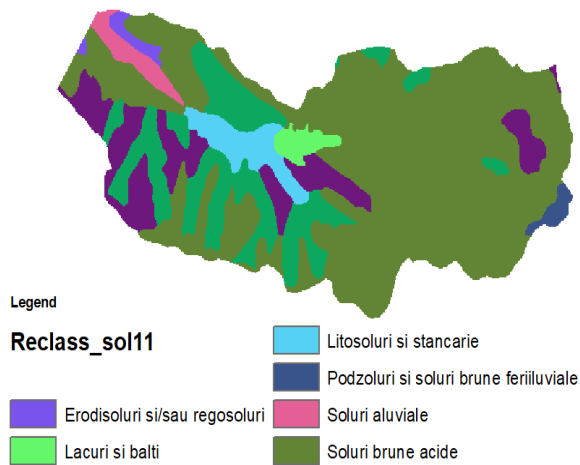 Legend
Reclass_sol11
Erodisoluri si/sau regosoluri
Lacuri si balti
Litosoluri si stancarie
Podzoluri si soluri brune feriiluviale
Soluri aluviale
Soluri brune acide